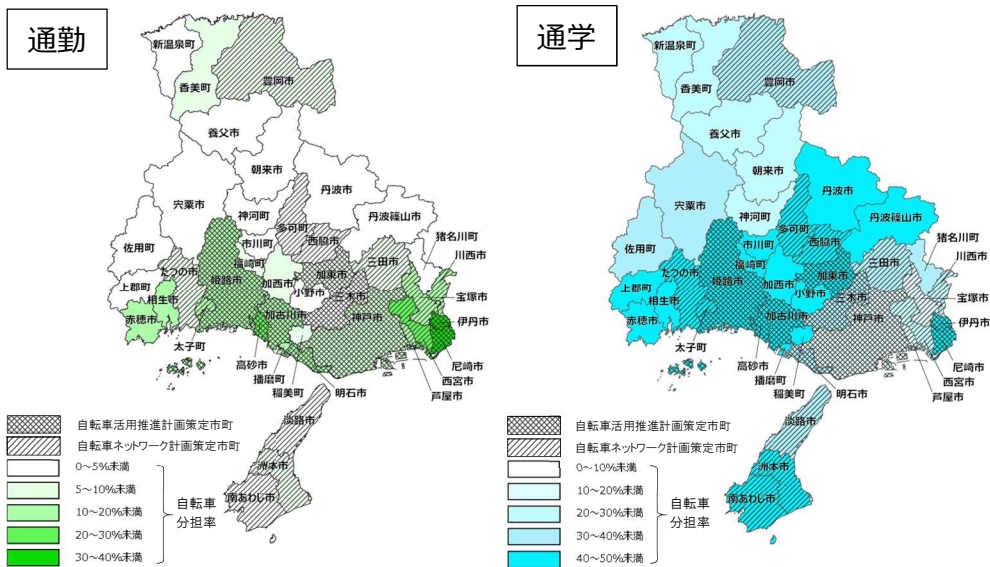 通勤
新温泉町
香美町
豊岡市
養父市
朝来市
丹波市
宍粟市
神河町
丹波篠山市
多可町
佐用町
市川町
西脇市
猪名川町
川西市
たつの市
福崎町
加東市
三田市
姫路市
加西市
上郡町
相生市
小野市
三木市
宝塚市
赤穂市
加古川市
神戸市
伊丹市
太子町
高砂市
尼崎市
播磨町
西宮市
稲美町
明石市
芦屋市
淡路市
洲本市
南あわじ市
自転車活用推進計画策定市町
自転車ネットワーク計画策定市町
0～5%未満
5～10%未満
10～20%未満
20～30%未満
30～40%未満
自転車
分担率
通学
新温泉町
香美町
豊岡市
養父市
朝来市
丹波市
宍粟市
神河町
丹波篠山市
多可町
佐用町
市川町
西脇市
猪名川町
川西市
たつの市
福崎町
加東市
三田市
姫路市
加西市
上郡町
相生市
小野市
三木市
宝塚市
赤穂市
加古川市
神戸市
伊丹市
太子町
高砂市
尼崎市
播磨町
西宮市
稲美町
明石市
芦屋市
淡路市
洲本市
南あわじ市
自転車活用推進計画策定市町
自転車ネットワーク計画策定市町
0～10%未満
10～20%未満
20～30%未満
30～40%未満
40～50%未満
自転車
分担率